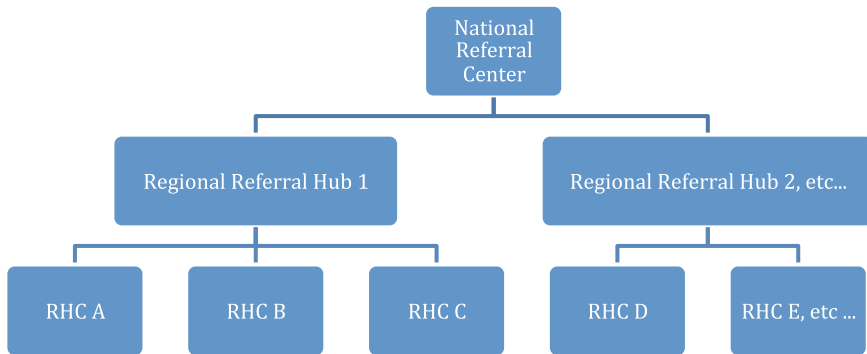 National
Referral
Center
Regional Referral Hub 1
Regional Referral Hub 2, etc...
RHC A
RHC B
RHC C
RHC D
RHC E, etc ...